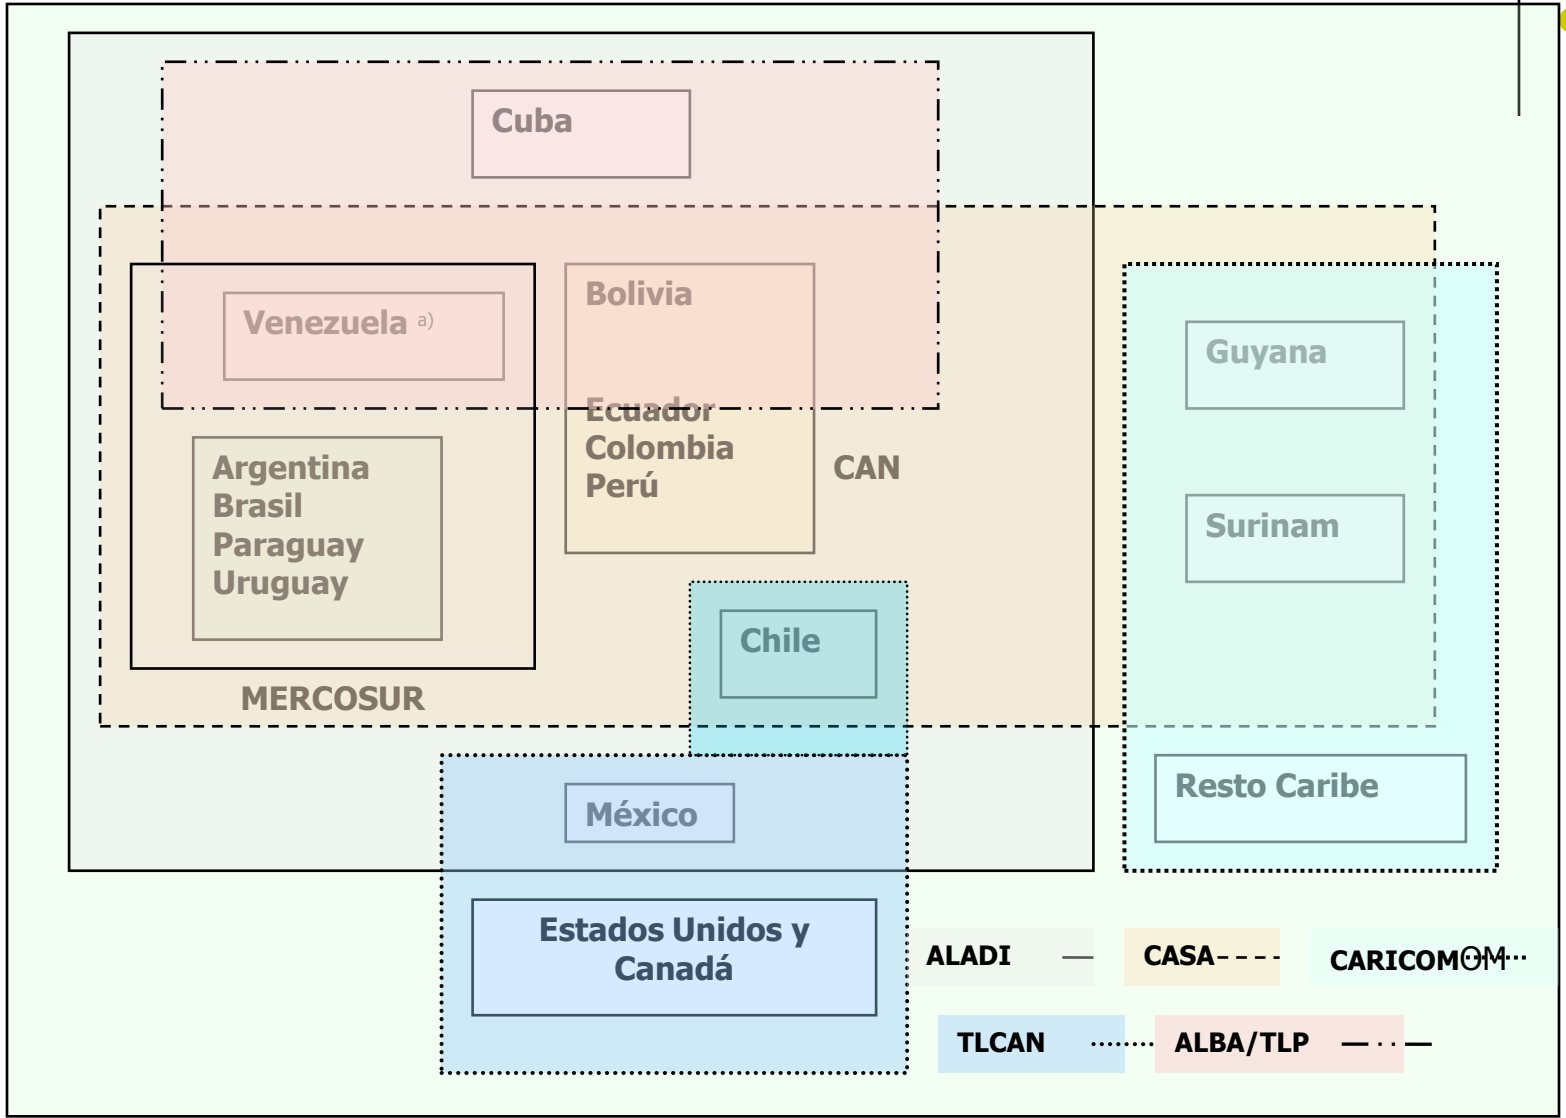 Cuba
Venezuela a)
Bolivia
Ecuador
Colombia
Perú
CAN
Guyana
Argentina
Brasil
Paraguay
Uruguay
Surinam
Chile
MERCOSUR
México
Resto Caribe
Estados Unidos y
Canadá
ALADI
CASA
CARICOMOM
TLCAN
ALBA/TLP